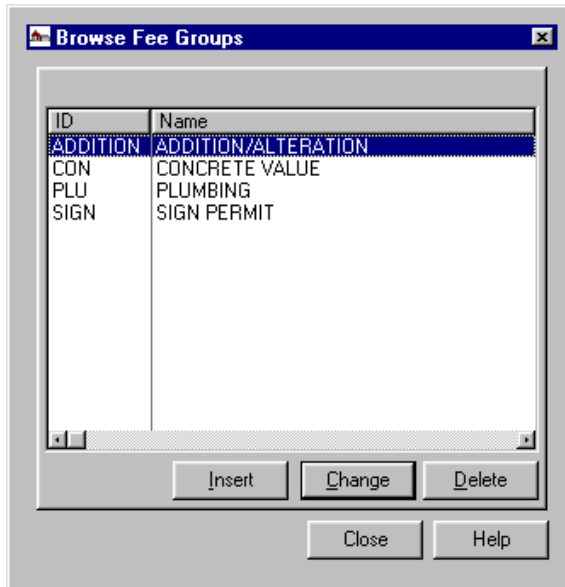 Browse Fee Groups
ID Name
ADDITION ADDITION/ALTERATION
CON CONCRETE VALUE
PLU PLUMBING
SIGN SIGN PERMIT
Insert Change Delete
Close Help